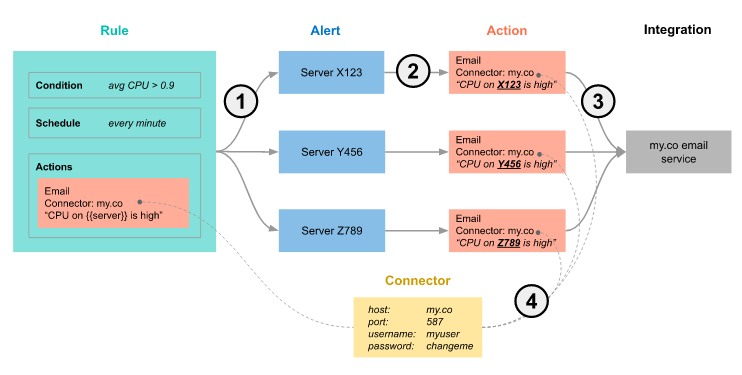 Rule
Alert
Action
Integration
Condition avg CPU > 0.9
Schedule every minute
Actions
Email
Connector: my.co
“CPU on {{server}} is high”
1
Server X123
Server Y456
Server Z789
2
Email
Connector: my.co
“CPU on X123 is high”
Email
Connector: my.co
“CPU on Y456 is high”
Email
Connector: my.co
“CPU on Z789 is high”
3
my.co email
service
Connector
host: my.co
port: 587
username: myuser
password: changeme
4